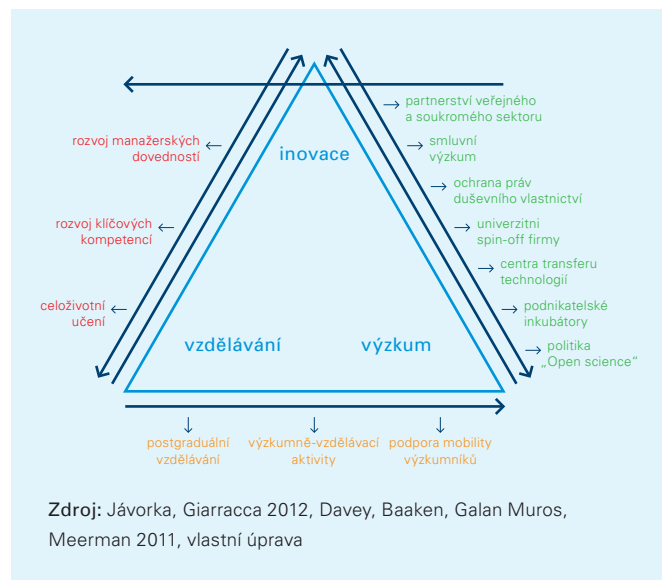 partnerství veřejného
a soukromého sektoru
rozvoj manažerských
dovedností
smluvní
výzkum
inovace
ochrana práv
duševního vlastnictví
rozvoj klíčových
kompetencí
univerzitni
spin-off firmy
centra transferu
technologií
celoživotní
učení
podnikatelské
inkubátory
vzdělávání
výzkum
politika
„Open science“
postgraduální
vzdělávání
výzkumně-vzdělávací
aktivity
podpora mobility
výzkumníků
Zdroj: Jávorka, Giarracca 2012, Davey, Baaken, Galan Muros,
Meerman 2011, vlastní úprava